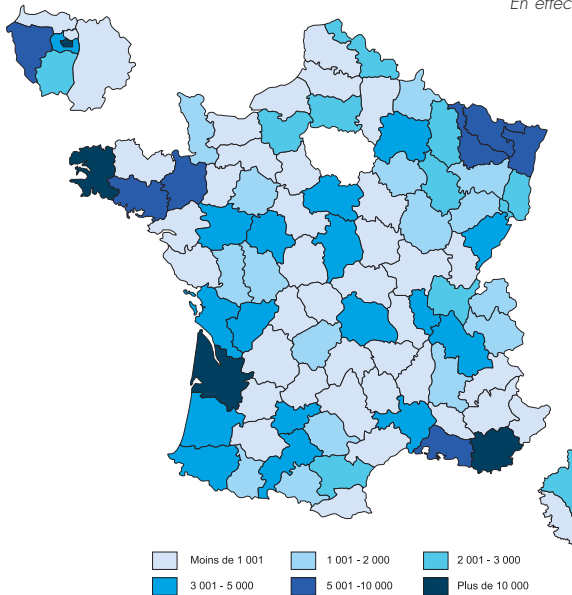 En effec
Moins de 1 001
1 001 - 2 000
2 001 - 3 000
3 001 - 5 000
5 001 -10 000
Plus de 10 000